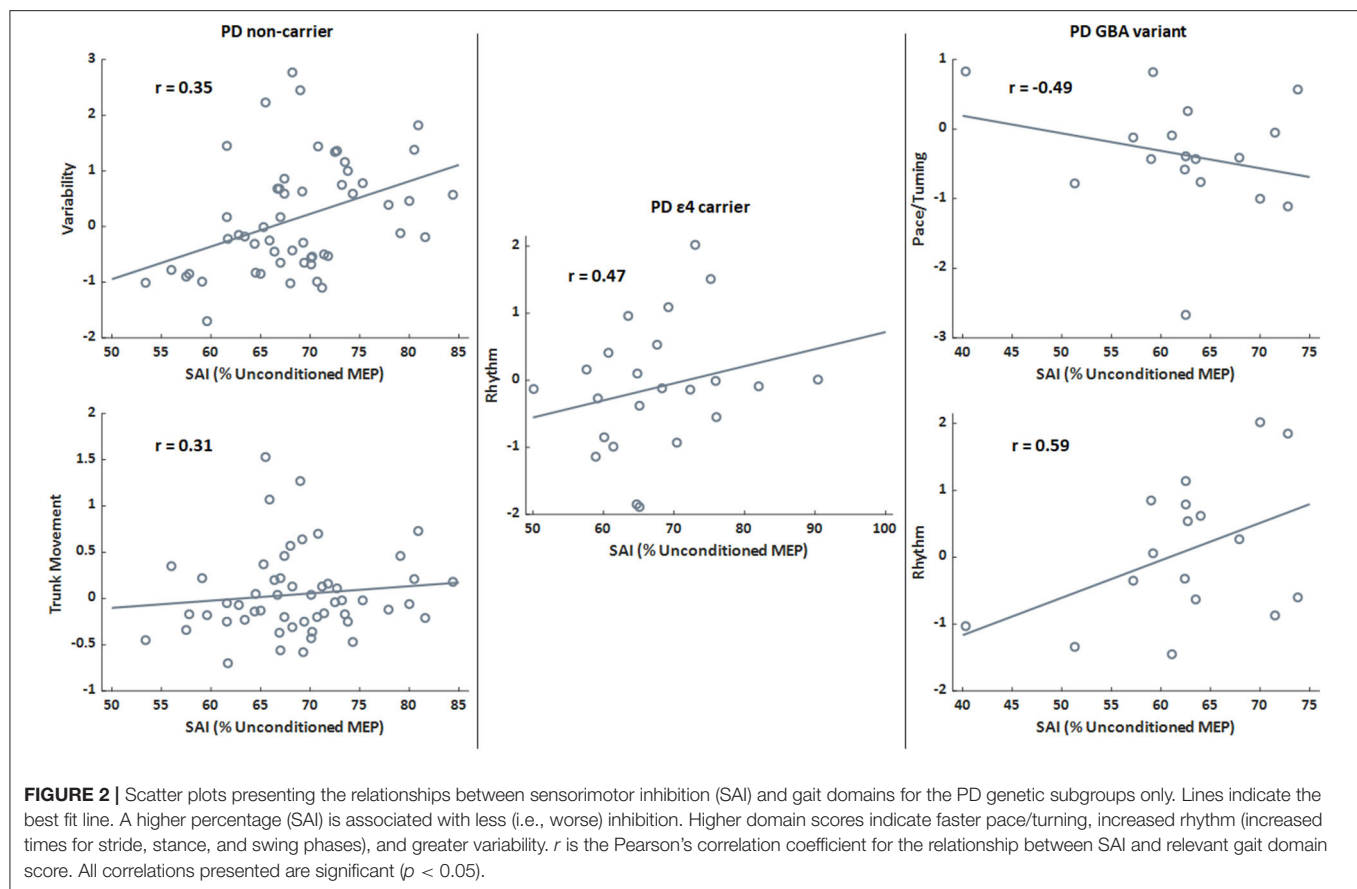 PD non-carrier
r = 0.35
3
2
1
0
-1
-2
Variability
50 55 60 65 70 75 80 85
SAI (% Unconditioned MEP)
r = 0.31
2
1.5
1
0.5
0
-0.5
-1
Trunk Movement
50 55 60 65 70 75 80 85
SAI (% Unconditioned MEP)
PD ε4 carrier
r = 0.47
2
1
0
-1
-2
Rhythm
50 60 70 80 90 100
SAI (% Unconditioned MEP)
PD GBA variant
r = -0.49
1
0
-1
-2
-3
Pace/Turning
40 45 50 55 60 65 70 75
SAI (% Unconditioned MEP)
r = 0.59
2
1
0
-1
-2
Rhythm
40 45 50 55 60 65 70 75
SAI (% Unconditioned MEP)
FIGURE 2 | Scatter plots presenting the relationships between sensorimotor inhibition (SAI) and gait domains for the PD genetic subgroups only. Lines indicate the
best fit line. A higher percentage (SAI) is associated with less (i.e., worse) inhibition. Higher domain scores indicate faster pace/turning, increased rhythm (increased
times for stride, stance, and swing phases), and greater variability. r is the Pearson's correlation coefficient for the relationship between SAI and relevant gait domain
score. All correlations presented are significant (p < 0.05).